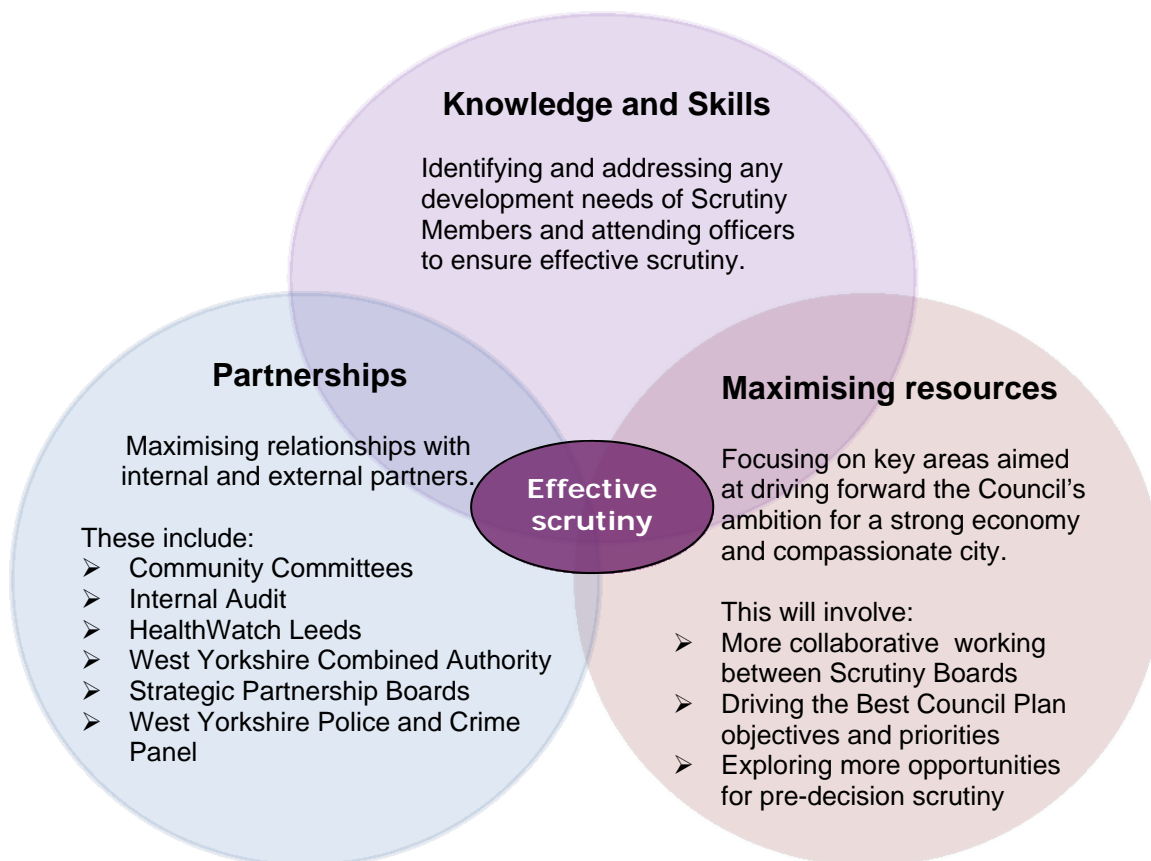 Knowledge and Skills
Identifying and addressing any
development needs of Scrutiny
Members and attending officers
to ensure effective scrutiny.
Partnerships
Maximising relationships with
internal and external partners.
These include:
➢ Community Committees
➢ Internal Audit
➢ HealthWatch Leeds
➢ West Yorkshire Combined Authority
➢ Strategic Partnership Boards
➢ West Yorkshire Police and Crime
Panel
Effective
scrutiny
Maximising resources
Focusing on key areas aimed
at driving forward the Council’s
ambition for a strong economy
and compassionate city.
This will involve:
➢ More collaborative working
between Scrutiny Boards
➢ Driving the Best Council Plan
objectives and priorities
➢ Exploring more opportunities
for pre-decision scrutiny